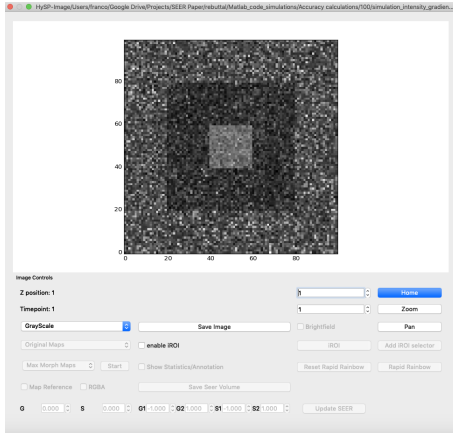 HySP-Image/Users/franco/Google Drive/Projects/SEER Paper/rebuttal/Matlab_code_simulations/Accuracy calculations/100/simulation_intensity_gradien...
80
60
40
20
0
0 20 40 60 80
Image Controls
Z position: 1 1 Home
Timepoint: 1 1 Zoom
GrayScale Save Image Brightfield Pan
Original Maps enable iROI IROI Add iROI selector
Max Morph Maps Start Show Statistics/Annotation Reset Rapid Rainbow Rapid Rainbow
Map Reference RGBA Save Seer Volume
G 0.000 S 0.000 G1 -1.000 G2 1.000 S1 -1.000 S2 1.000 Update SEER